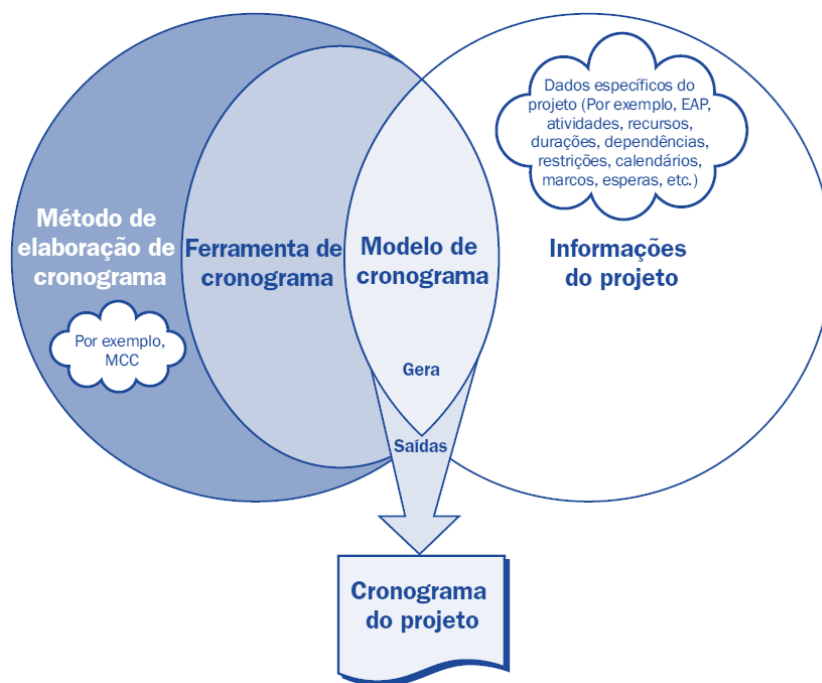 Método de
elaboração de
cronograma
Por exemplo,
MCC
Ferramenta de
cronograma
Modelo de
cronograma
Dados específicos do
projeto (Por exemplo, EAP,
atividades, recursos,
durações, dependências,
restrições, calendários,
marcos, esperas, etc.)
Informações
do projeto
Gera
Saídas
Cronograma
do projeto